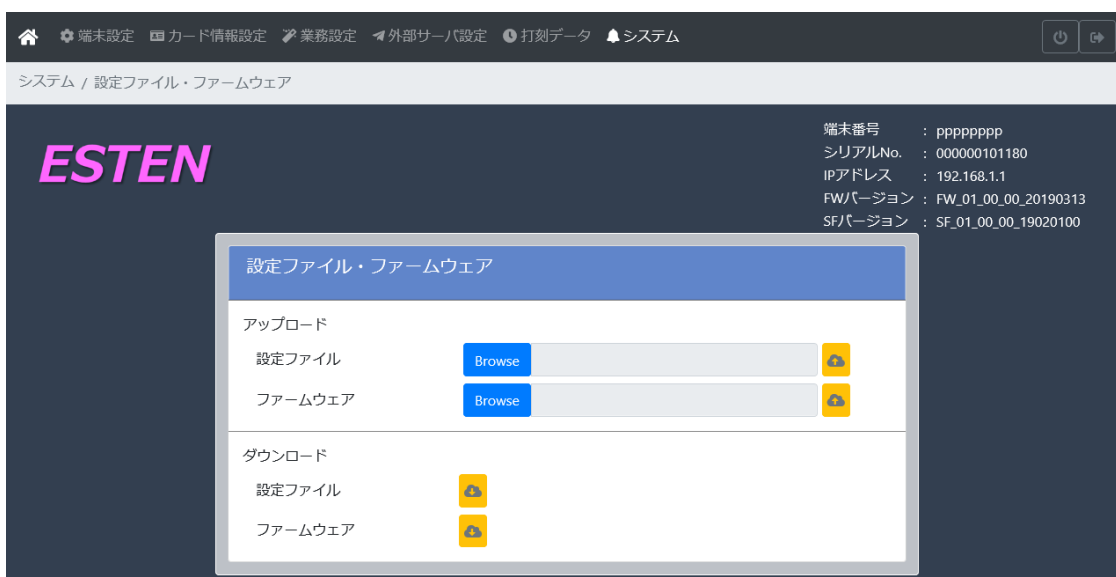 端末設定 カード情報設定 業務設定 外部サーバ設定 打刻データ システム
システム / 設定ファイル・ファームウェア
ESTEN
端末番号 : pppppppp
シリアルNo. : 000000101180
IPアドレス : 192.168.1.1
FWバージョン : FW_01_00_00_20190313
SFバージョン : SF_01_00_00_19020100
設定ファイル・ファームウェア
アップロード
設定ファイル Browse
ファームウェア Browse
ダウンロード
設定ファイル
ファームウェア